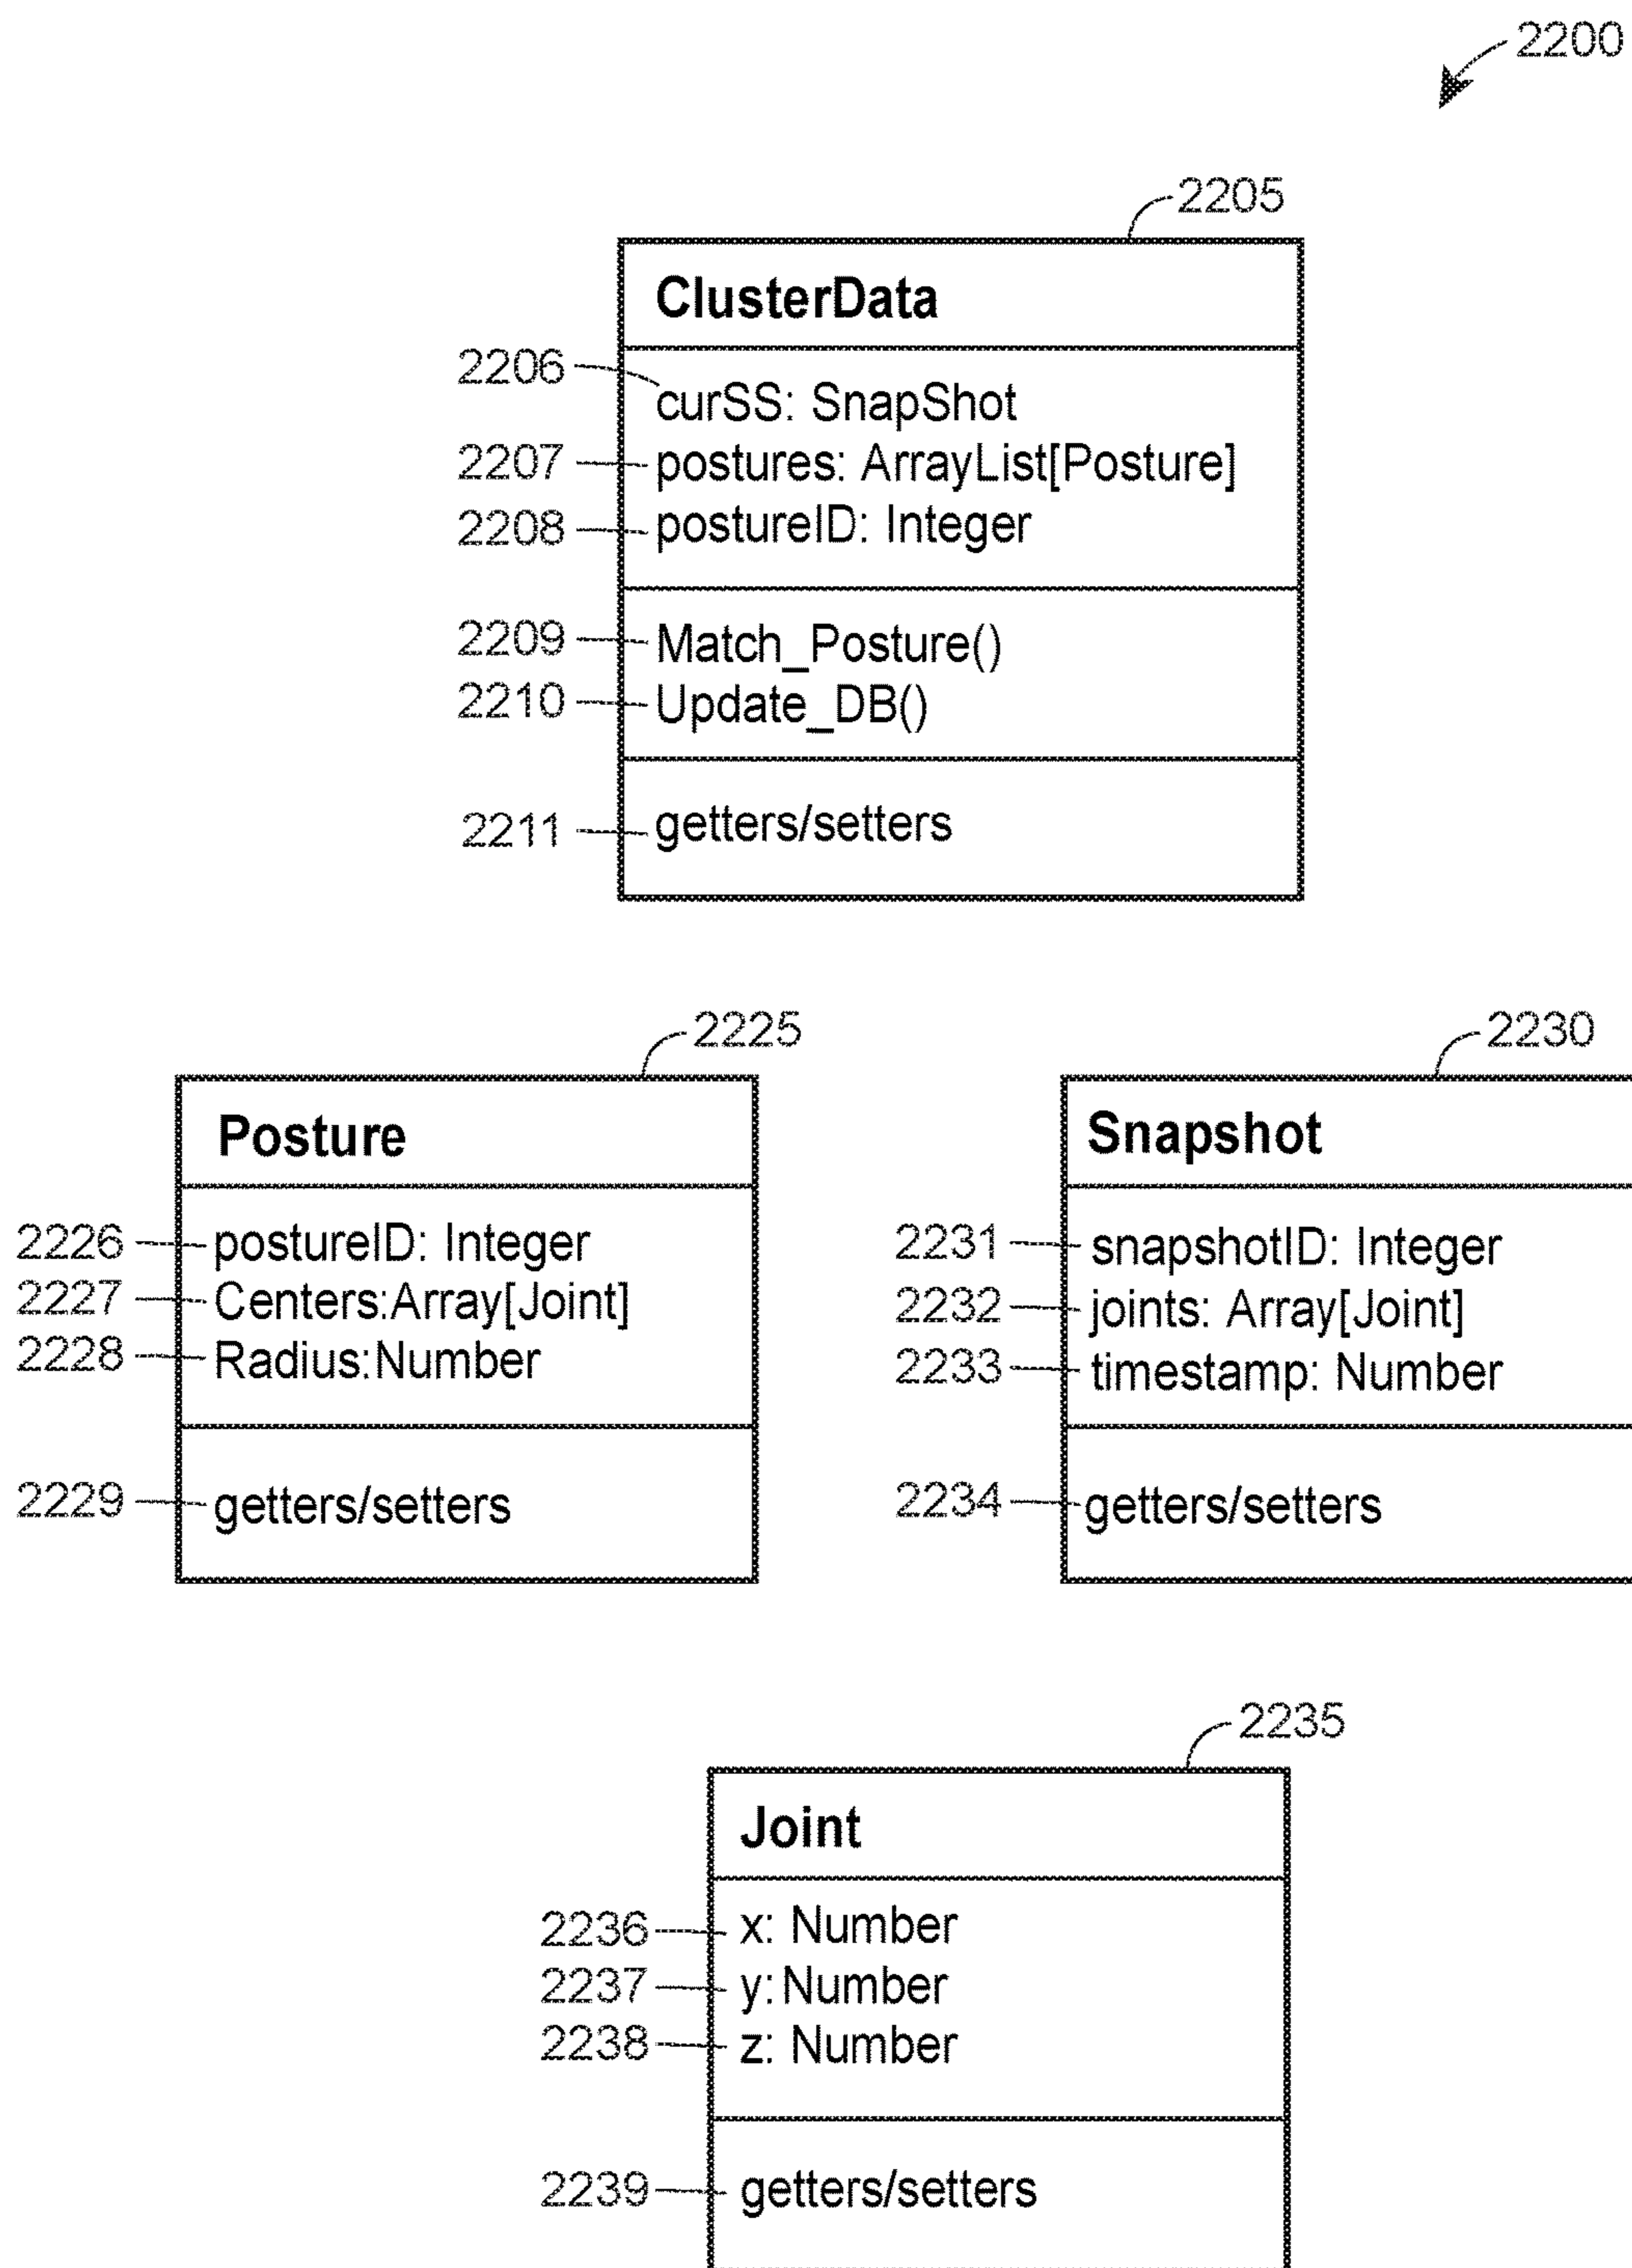 2200
2205
ClusterData
2206 curSS: SnapShot
2207 postures: ArrayList[Posture]
2208 postureID: Integer
2209 Match_Posture()
2210 Update_DB()
2211 getters/setters
2225
Posture
2226 postureID: Integer
2227 Centers:Array[Joint]
2228 Radius:Number
2229 getters/setters
2230
Snapshot
2231 snapshotID: Integer
2232 joints: Array[Joint]
2233 timestamp: Number
2234 getters/setters
2235
Joint
2236 x: Number
2237 y:Number
2238 z: Number
2239 getters/setters